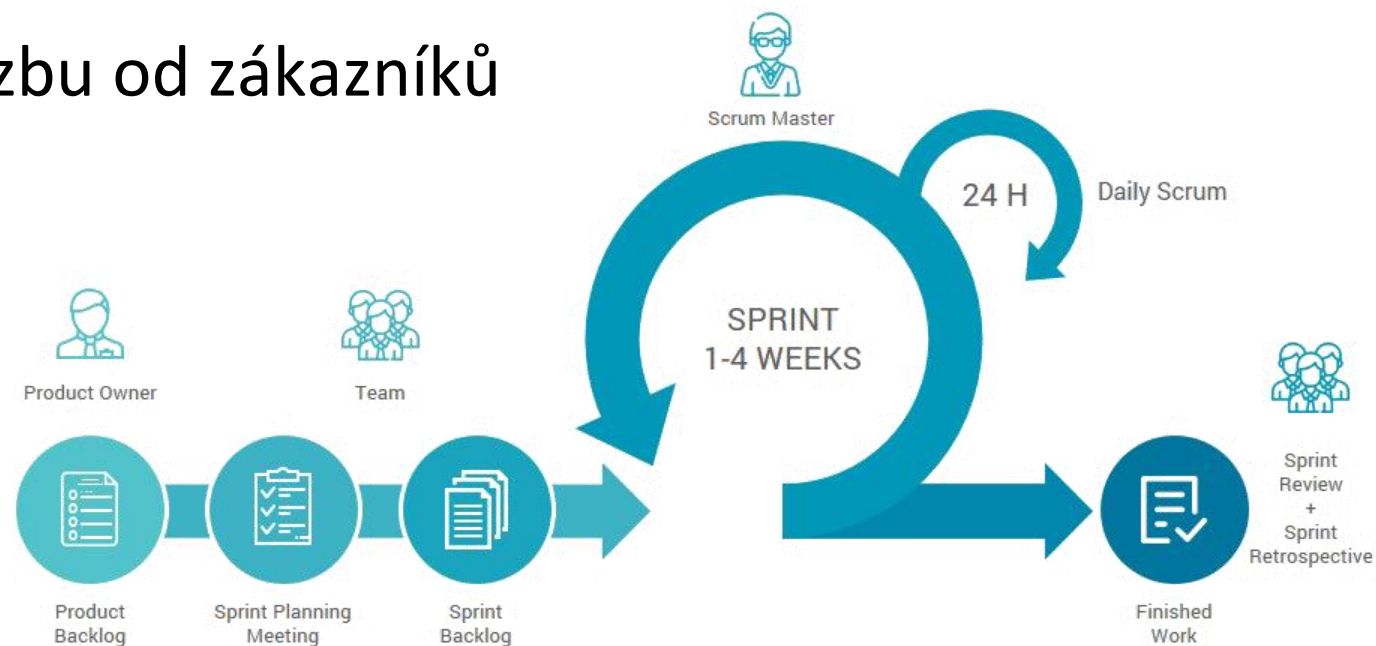 zbu od zákazníků
Scrum Master
24 H
Daily Scrum
SPRINT
1-4 WEEKS
Product Owner
Team
Sprint
Review
+
Sprint
Retrospective
Product
Backlog
Sprint Planning
Meeting
Sprint
Backlog
Finished
Work